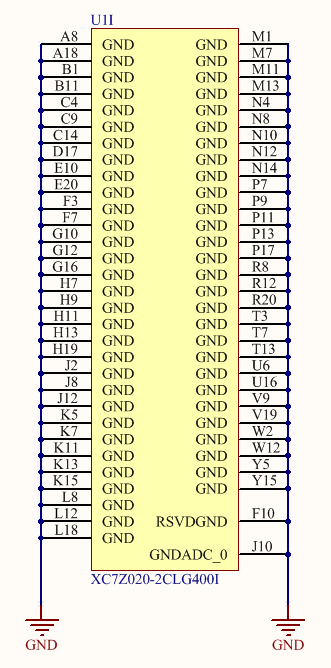 U1I
A8 GND GND M1
A18 GND GND M7
B1 GND GND M11
B11 GND GND M13
C4 GND GND N4
C9 GND GND N8
C14 GND GND N10
D17 GND GND N12
E10 GND GND N14
E20 GND GND P7
F3 GND GND P9
F7 GND GND P11
G10 GND GND P13
G12 GND GND P17
G16 GND GND R8
H7 GND GND R12
H9 GND GND R20
H11 GND GND T3
H13 GND GND T7
H19 GND GND T13
J2 GND GND U6
J8 GND GND U16
J12 GND GND V9
K5 GND GND V19
K7 GND GND W2
K11 GND GND W12
K13 GND GND Y5
K15 GND GND Y15
L8 GND
L12 GND RSVDGND F10
L18 GND
GNDADC_0 J10
XC7Z020-2CLG400I
GND GND